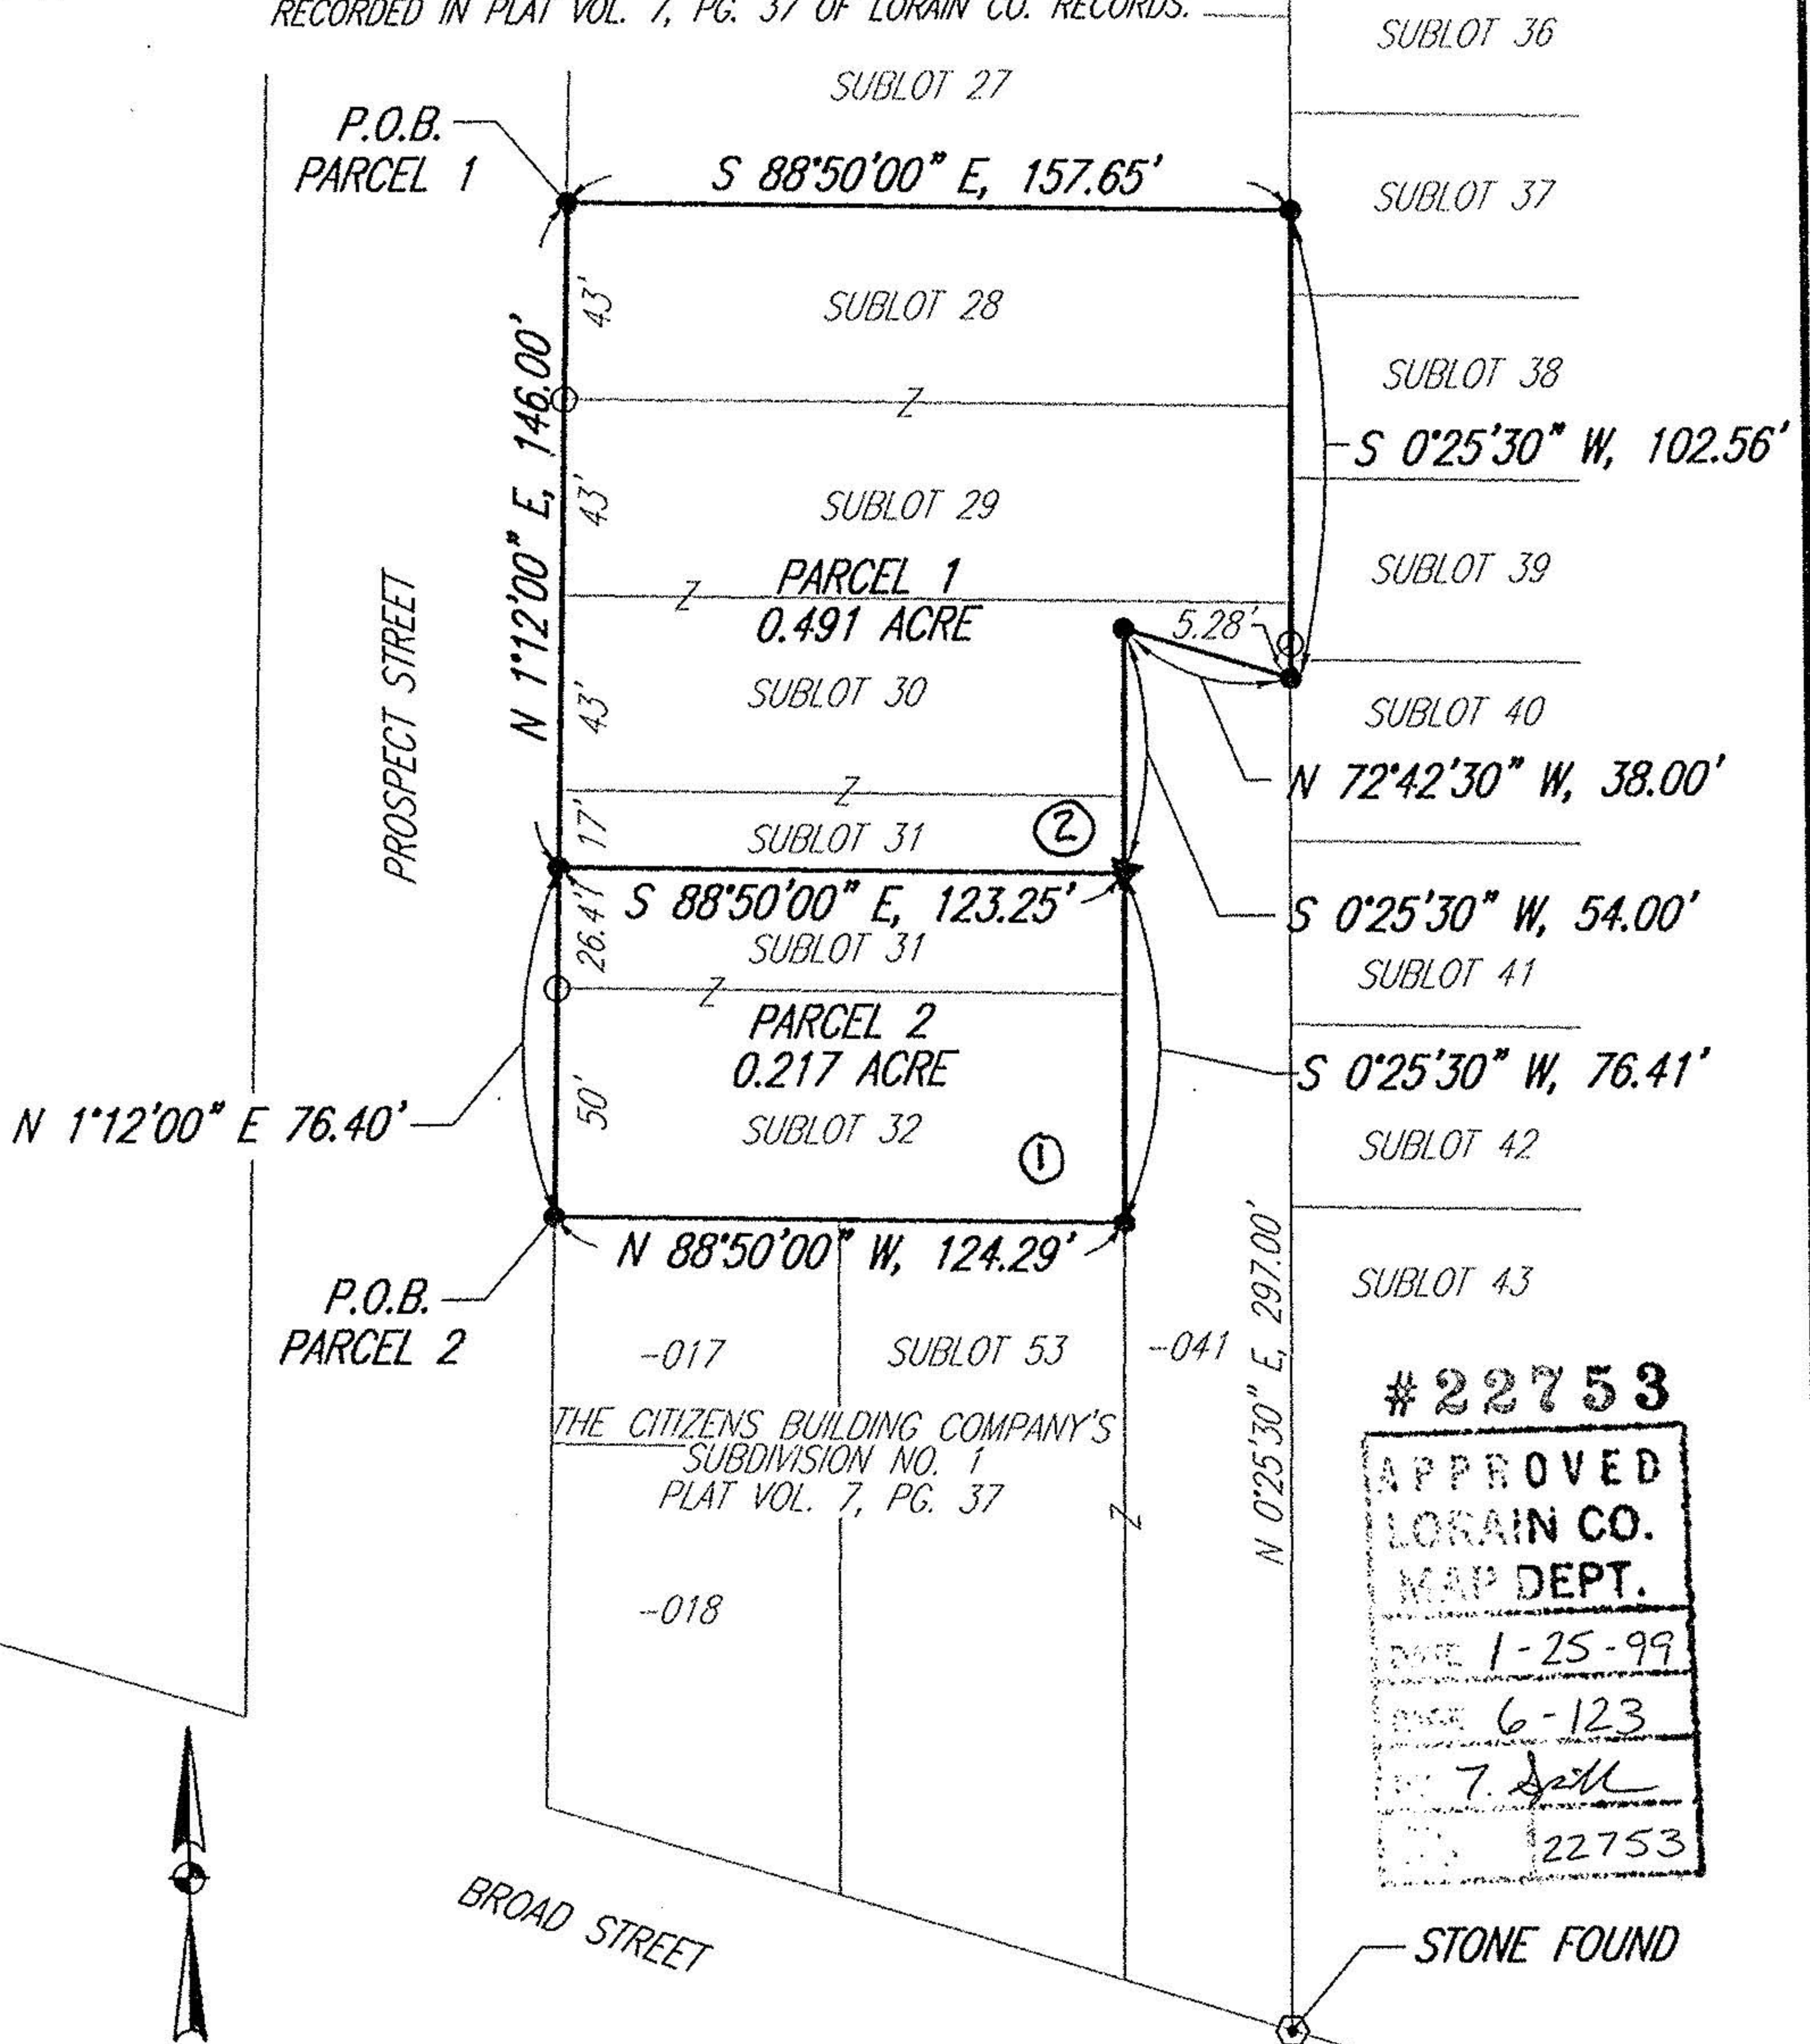 RECORDED IN PLAT VOL. 7, PG. 37 OF LORAIN CO. RECORDS.
SUBLOT 36
SUBLOT 27
P.O.B.
PARCEL 1
S 88°50'00" E, 157.65'
SUBLOT 37
43'
SUBLOT 28
N 1°12'00" E, 146.00'
SUBLOT 38
Z
S 0°25'30" W, 102.56'
43'
SUBLOT 29
SUBLOT 39
PARCEL 1
Z
0.491 ACRE
5.28'
PROSPECT STREET
43'
SUBLOT 30
SUBLOT 40
N 72°42'30" W, 38.00'
Z
17'
SUBLOT 31
2
S 88°50'00" E, 123.25'
S 0°25'30" W, 54.00'
26.4'
SUBLOT 31
SUBLOT 41
Z
PARCEL 2
0.217 ACRE
S 0°25'30" W, 76.41'
N 1°12'00" E 76.40'
50'
SUBLOT 32
SUBLOT 42
1
N 88°50'00" W, 124.29'
P.O.B.
PARCEL 2
SUBLOT 43
N 0°25'30" E, 297.00'
-017
SUBLOT 53
-041
#22753
THE CITIZENS BUILDING COMPANY'S
SUBDIVISION NO. 1
PLAT VOL. 7, PG. 37
Z
-018
APPROVED
LORAIN CO.
MAP DEPT.
DATE 1-25-99
PAGE 6-123
BY T.
22753
BROAD STREET
STONE FOUND